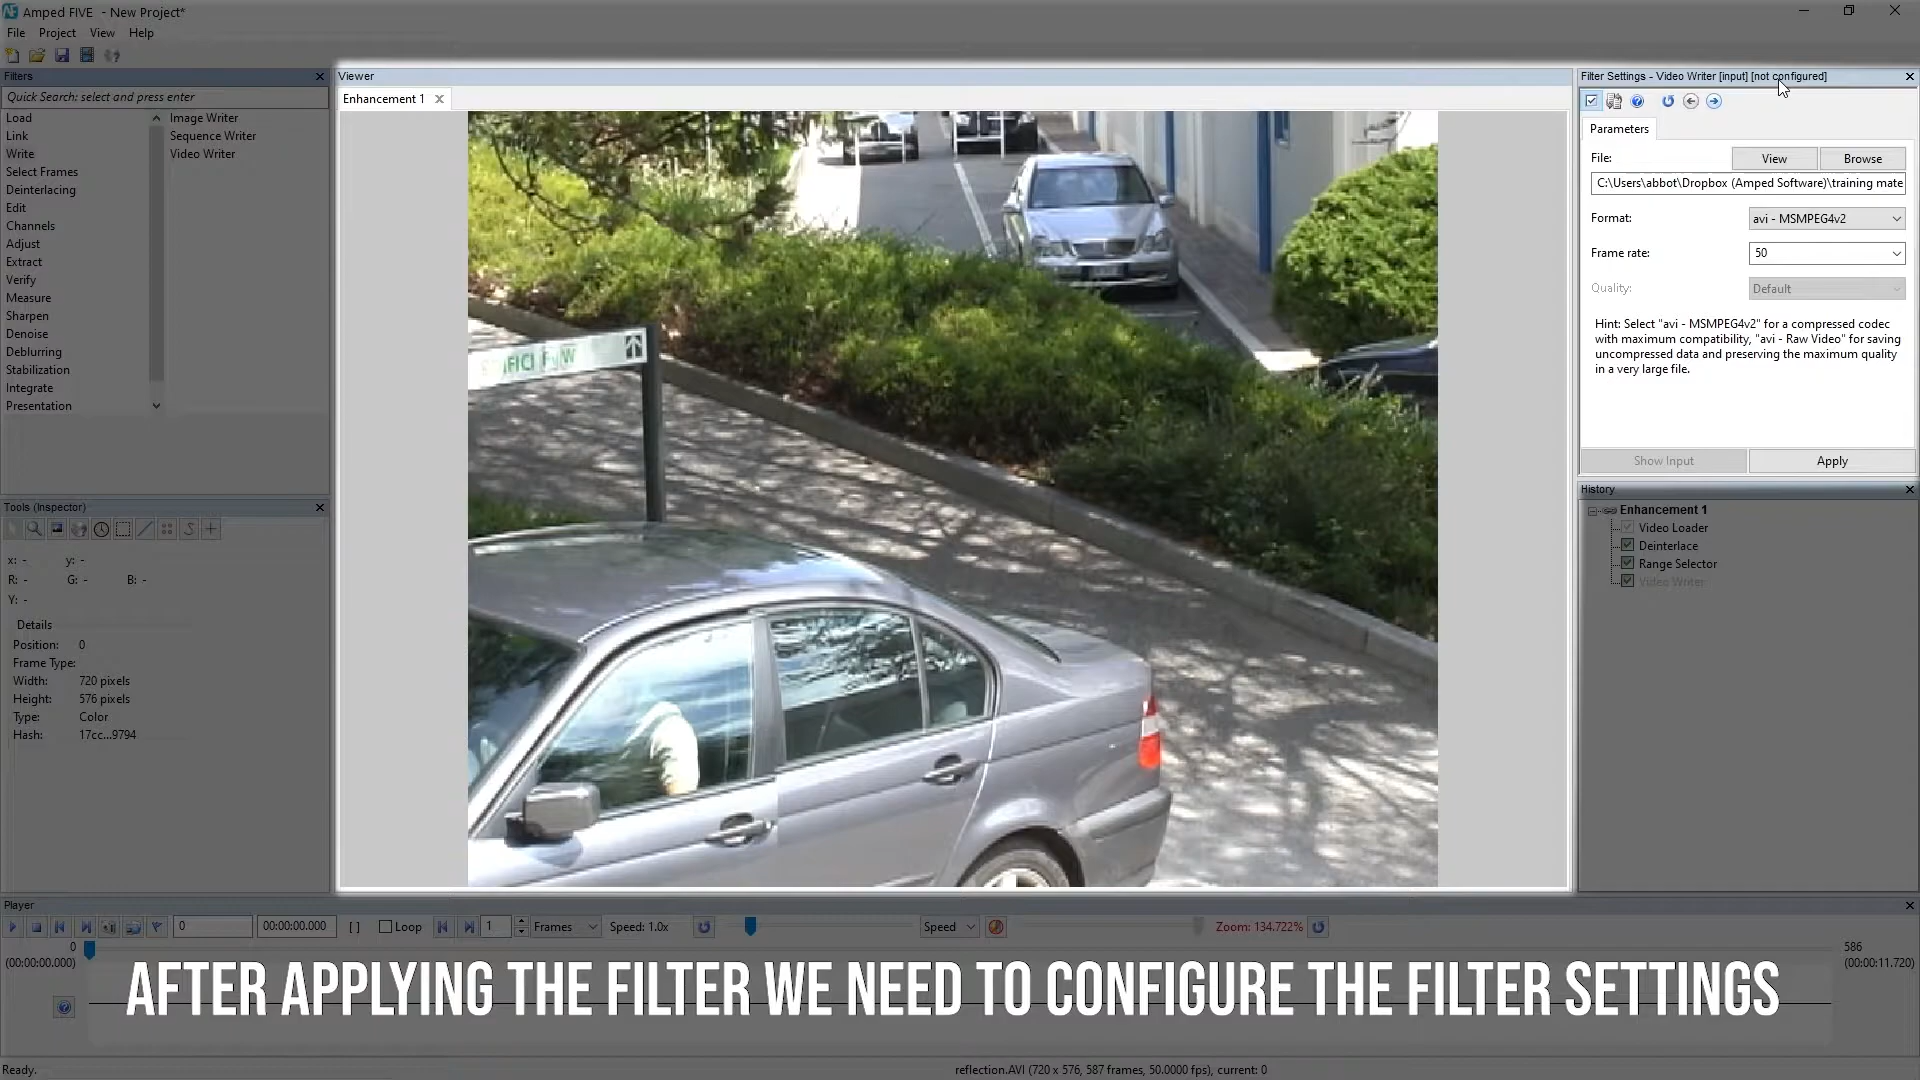 Amped FIVE - New Project*
File Project View Help
Filters
Quick Search: select and press enter
Load
Link
Write
Select Frames
Deinterlacing
Edit
Channels
Adjust
Extract
Verify
Measure
Sharpen
Denoise
Deblurring
Stabilization
Integrate
Presentation
Image Writer
Sequence Writer
Video Writer
Tools (Inspector)
x: - y: -
R: - G: - B: -
Y: -
Details
Position: 0
Frame Type:
Width: 720 pixels
Height: 576 pixels
Type: Color
Hash: 17cc...9794
Viewer
Enhancement 1
Filter Settings - Video Writer [input] [not configured]
Parameters
File: View Browse
C:\Users\abbot\Dropbox (Amped Software)\training mate
Format: avi - MSMPEG4v2
Frame rate: 50
Quality: Default
Hint: Select "avi - MSMPEG4v2" for a compressed codec
with maximum compatibility, "avi - Raw Video" for saving
uncompressed data and preserving the maximum quality
in a very large file.
Show Input Apply
History
Enhancement 1
Video Loader
Deinterlace
Range Selector
Video Writer
Player
0 00:00:00.000 [ ] Loop 1 Frames Speed: 1.0x Speed Zoom: 134.722%
0
(00:00:00.000)
586
(00:00:11.720)
AFTER APPLYING THE FILTER WE NEED TO CONFIGURE THE FILTER SETTINGS
Ready.
reflection.AVI (720 x 576, 587 frames, 50.0000 fps), current: 0